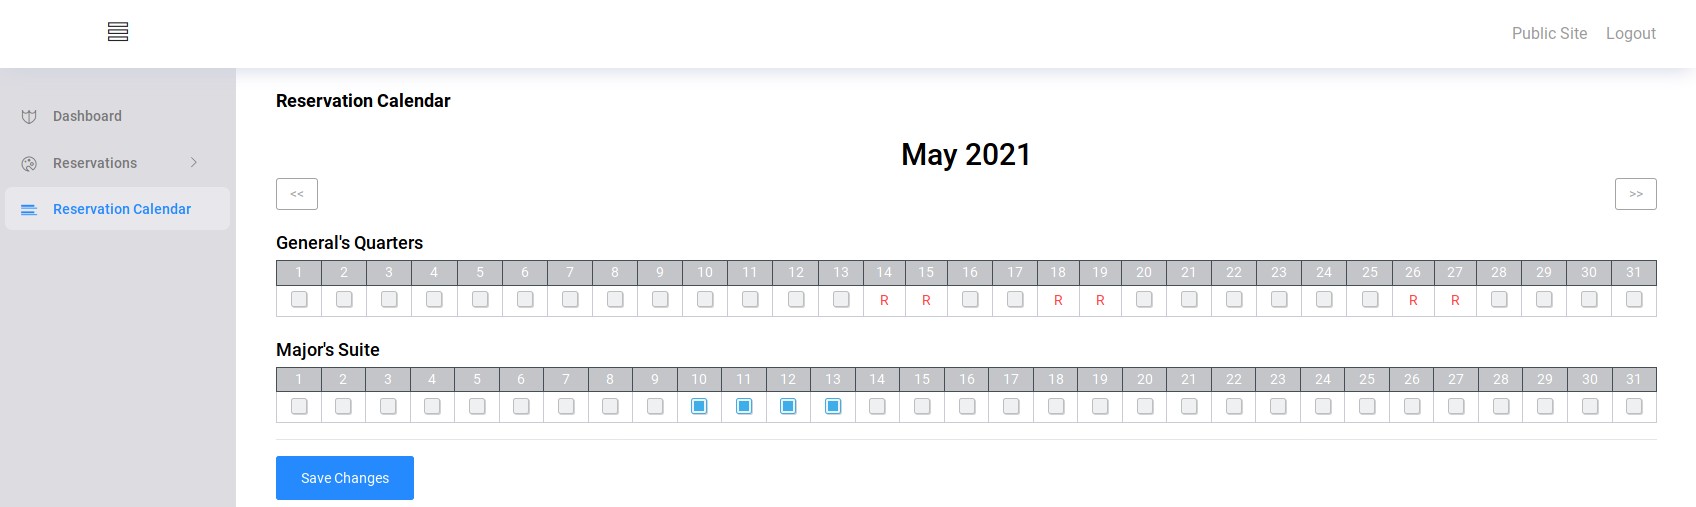 Public Site Logout
Dashboard
Reservations
Reservation Calendar
Reservation Calendar
May 2021
<< >>
General's Quarters
1 2 3 4 5 6 7 8 9 10 11 12 13 14 15 16 17 18 19 20 21 22 23 24 25 26 27 28 29 30 31
R R R R R R
Major's Suite
1 2 3 4 5 6 7 8 9 10 11 12 13 14 15 16 17 18 19 20 21 22 23 24 25 26 27 28 29 30 31
Save Changes